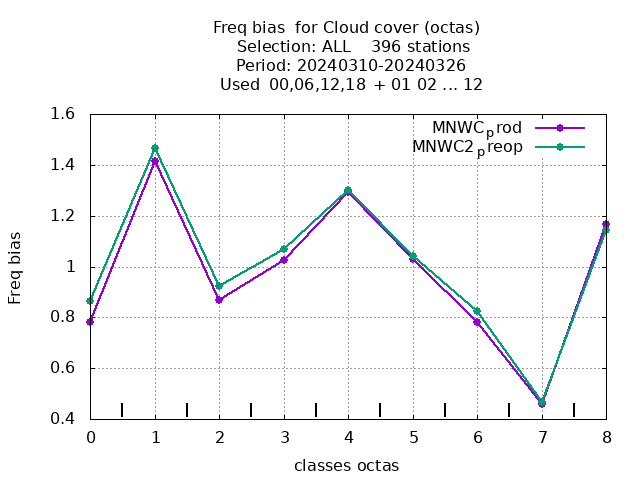 Freq bias  for Cloud cover (octas)
Selection: ALL    396 stations
Period: 20240310-20240326
Used  00,06,12,18  + 01 02 ... 12
MNWCprod
MNWC2preop
1.6
1.4
1.2
1
0.8
0.6
0.4
Freq bias
0 1 2 3 4 5 6 7 8
classes octas